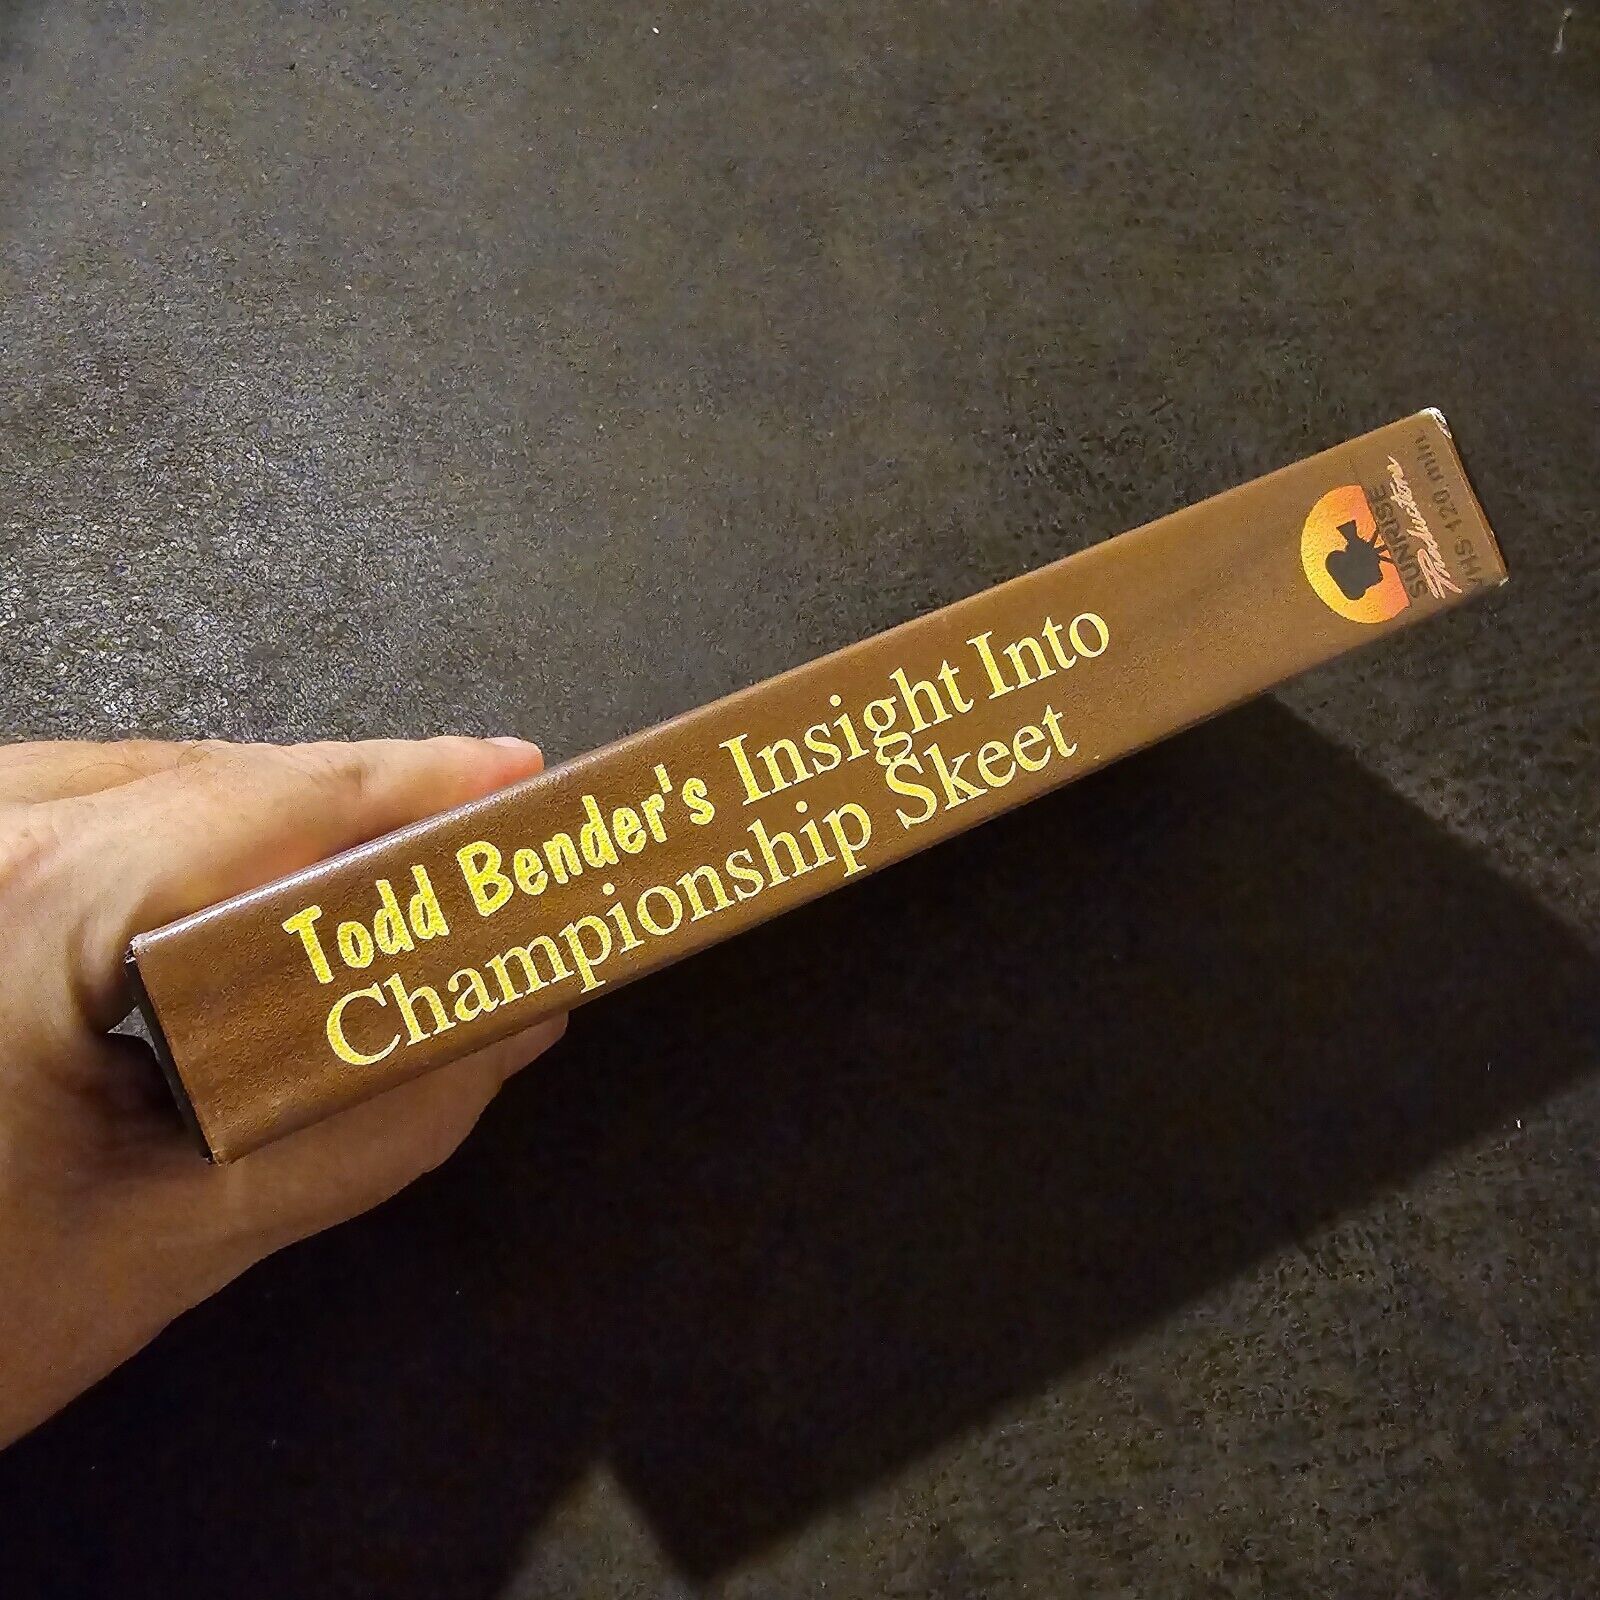 Todd Bender's Insight Into
Championship Skeet
SUNRISE
Productions
VHS 120 min.